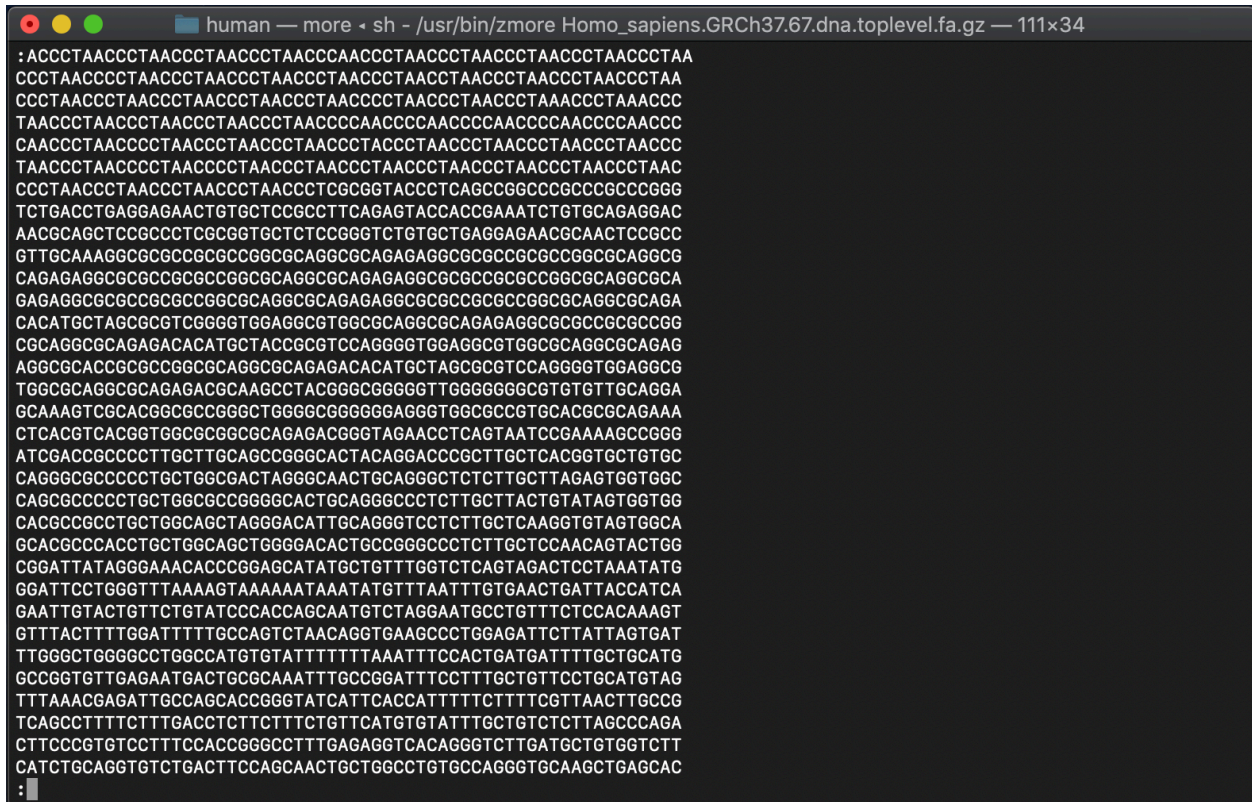 human — more ◂ sh - /usr/bin/zmore Homo_sapiens.GRCh37.67.dna.toplevel.fa.gz — 111×34
:ACCCTAACCCTAACCCTAACCCTAACCCAACCCTAACCCTAACCCTAACCCTAACCCTAA
CCCTAACCCCTAACCCTAACCCTAACCCTAACCCTAACCTAACCCTAACCCTAACCCTAA
CCCTAACCCTAACCCTAACCCTAACCCTAACCCCTAACCCTAACCCTAAACCCTAAACCC
TAACCCTAACCCTAACCCTAACCCTAACCCCAACCCCAACCCCAACCCCAACCCCAACCC
CAACCCTAACCCCTAACCCTAACCCTAACCCTACCCTAACCCTAACCCTAACCCTAACCC
TAACCCTAACCCCTAACCCCTAACCCTAACCCTAACCCTAACCCTAACCCTAACCCTAAC
CCCTAACCCTAACCCTAACCCTAACCCTCGCGGTACCCTCAGCCGGCCCGCCCGCCCGGG
TCTGACCTGAGGAGAACTGTGCTCCGCCTTCAGAGTACCACCGAAATCTGTGCAGAGGAC
AACGCAGCTCCGCCCTCGCGGTGCTCTCCGGGTCTGTGCTGAGGAGAACGCAACTCCGCC
GTTGCAAAGGCGCGCCGCGCCGGCGCAGGCGCAGAGAGGCGCGCCGCGCCGGCGCAGGCG
CAGAGAGGCGCGCCGCGCCGGCGCAGGCGCAGAGAGGCGCGCCGCGCCGGCGCAGGCGCA
GAGAGGCGCGCCGCGCCGGCGCAGGCGCAGAGAGGCGCGCCGCGCCGGCGCAGGCGCAGA
CACATGCTAGCGCGTCGGGGTGGAGGCGTGGCGCAGGCGCAGAGAGGCGCGCCGCGCCGG
CGCAGGCGCAGAGACACATGCTACCGCGTCCAGGGGTGGAGGCGTGGCGCAGGCGCAGAG
AGGCGCACCGCGCCGGCGCAGGCGCAGAGACACATGCTAGCGCGTCCAGGGGTGGAGGCG
TGGCGCAGGCGCAGAGACGCAAGCCTACGGGCGGGGGTTGGGGGGGCGTGTGTTGCAGGA
GCAAAGTCGCACGGCGCCGGGCTGGGGCGGGGGGAGGGTGGCGCCGTGCACGCGCAGAAA
CTCACGTCACGGTGGCGCGGCGCAGAGACGGGTAGAACCTCAGTAATCCGAAAAGCCGGG
ATCGACCGCCCCTTGCTTGCAGCCGGGCACTACAGGACCCGCTTGCTCACGGTGCTGTGC
CAGGGCGCCCCCTGCTGGCGACTAGGGCAACTGCAGGGCTCTCTTGCTTAGAGTGGTGGC
CAGCGCCCCCTGCTGGCGCCGGGGCACTGCAGGGCCCTCTTGCTTACTGTATAGTGGTGG
CACGCCGCCTGCTGGCAGCTAGGGACATTGCAGGGTCCTCTTGCTCAAGGTGTAGTGGCA
GCACGCCCACCTGCTGGCAGCTGGGGACACTGCCGGGCCCTCTTGCTCCAACAGTACTGG
CGGATTATAGGGAAACACCCGGAGCATATGCTGTTTGGTCTCAGTAGACTCCTAAATATG
GGATTCCTGGGTTTAAAAGTAAAAAATAAATATGTTTAATTTGTGAACTGATTACCATCA
GAATTGTACTGTTCTGTATCCCACCAGCAATGTCTAGGAATGCCTGTTTCTCCACAAAGT
GTTTACTTTTGGATTTTTGCCAGTCTAACAGGTGAAGCCCTGGAGATTCTTATTAGTGAT
TTGGGCTGGGGCCTGGCCATGTGTATTTTTTTAAATTTCCACTGATGATTTTGCTGCATG
GCCGGTGTTGAGAATGACTGCGCAAATTTGCCGGATTTCCTTTGCTGTTCCTGCATGTAG
TTTAAACGAGATTGCCAGCACCGGGTATCATTCACCATTTTTCTTTTCGTTAACTTGCCG
TCAGCCTTTTCTTTGACCTCTTCTTTCTGTTCATGTGTATTTGCTGTCTCTTAGCCCAGA
CTTCCCGTGTCCTTTCCACCGGGCCTTTGAGAGGTCACAGGGTCTTGATGCTGTGGTCTT
CATCTGCAGGTGTCTGACTTCCAGCAACTGCTGGCCTGTGCCAGGGTGCAAGCTGAGCAC
: